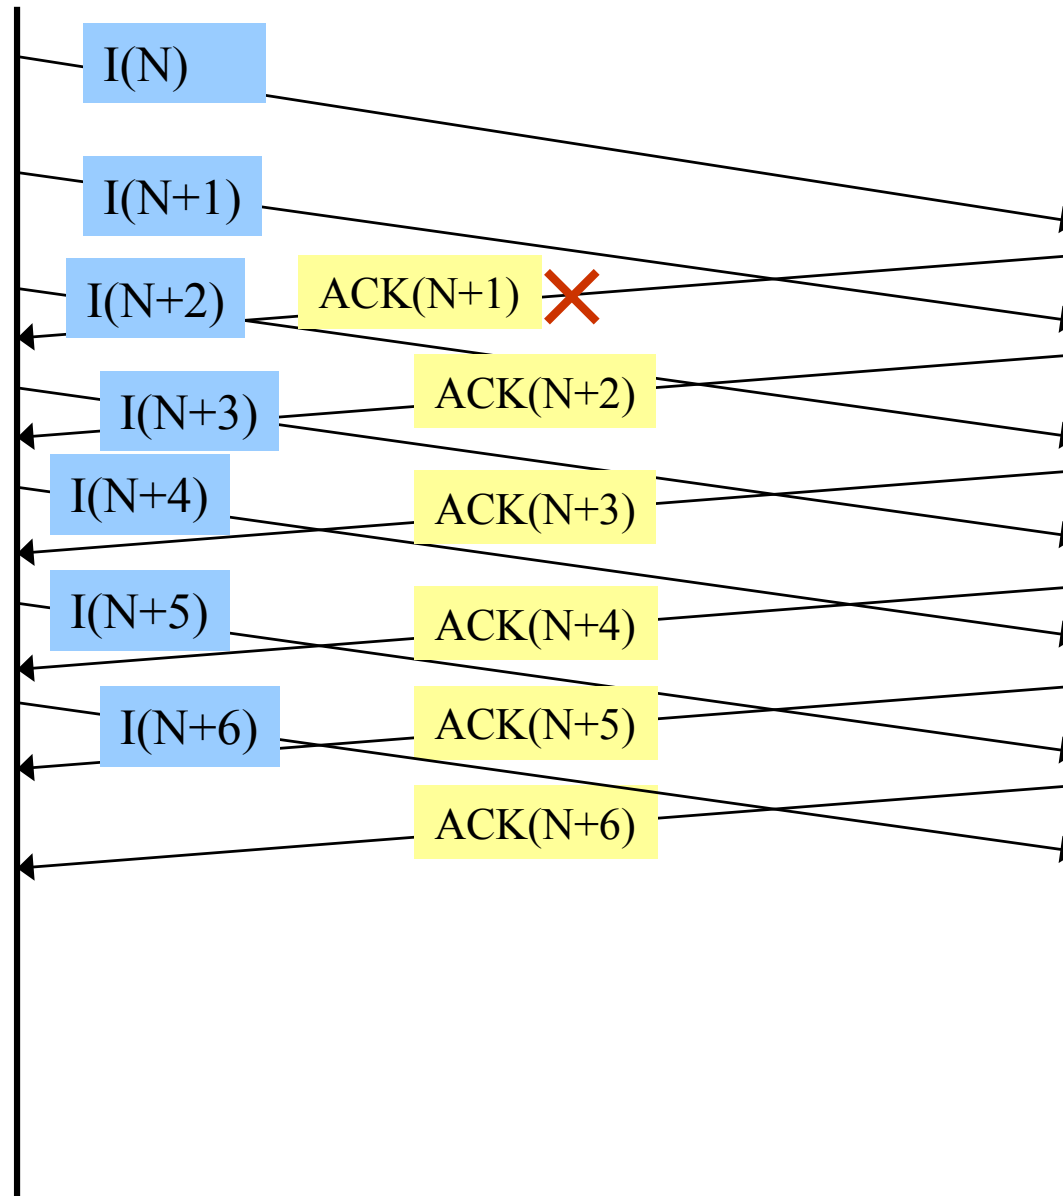 I(N)
I(N+1)
I(N+2)
ACK(N+1)
I(N+3)
ACK(N+2)
I(N+4)
ACK(N+3)
I(N+5)
ACK(N+4)
I(N+6)
ACK(N+5)
ACK(N+6)